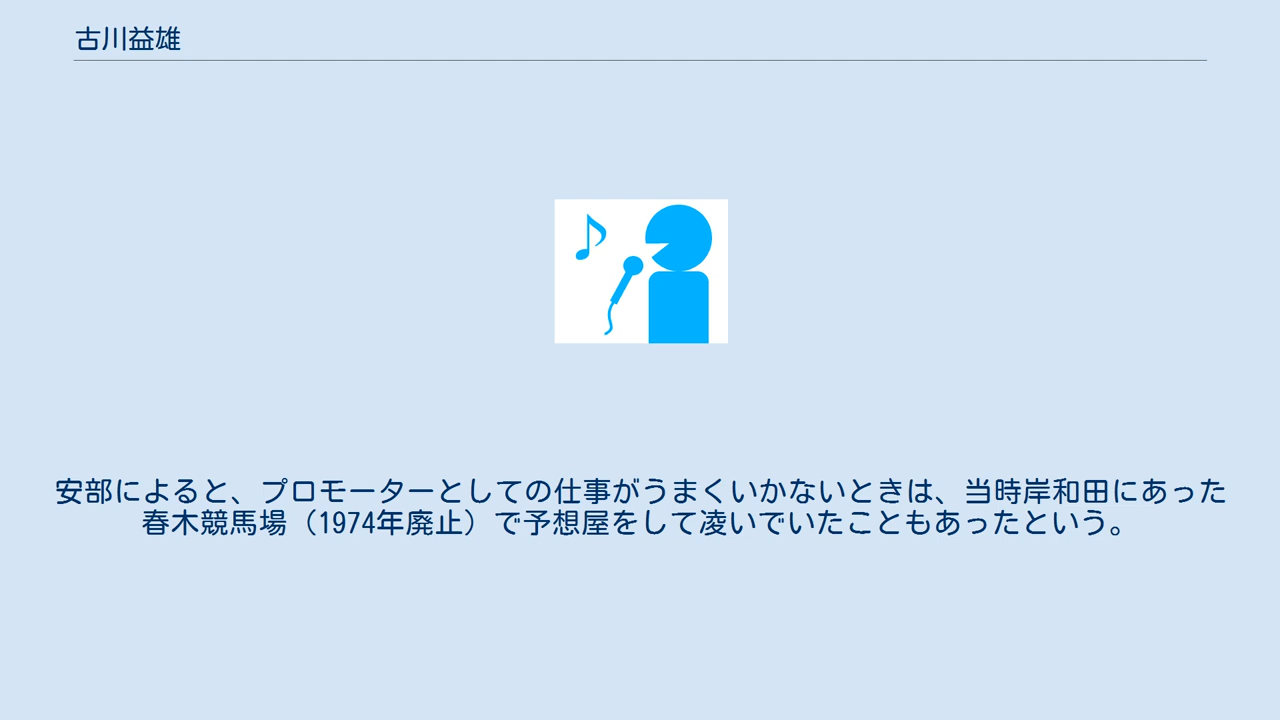 古川益雄
安部によると、プロモーターとしての仕事がうまくいかないときは、当時岸和田にあった
春木競馬場（1974年廃止）で予想屋をして凌いでいたこともあったという。